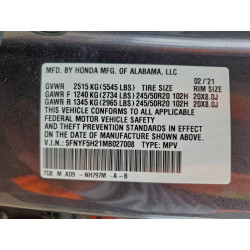 MFD. BY HONDA MFG. OF ALABAMA, LLC 02/'21
GVWR 2515 KG (5545 LBS) TIRE SIZE RIM SIZE
GAWR F 1240 KG (2734 LBS) 245/50R20 102H 20X8.0J
GAWR R 1345 KG (2965 LBS) 245/50R20 102H 20X8.0J
THIS VEHICLE CONFORMS TO ALL APPLICABLE
FEDERAL MOTOR VEHICLE SAFETY AND
THEFT PREVENTION STANDARDS IN EFFECT ON THE
DATE OF MANUFACTURE SHOWN ABOVE.
V.I.N.: 5FNYF5H21MB027008 TYPE: MPV
TG8 M A09 - NH797M -A-B